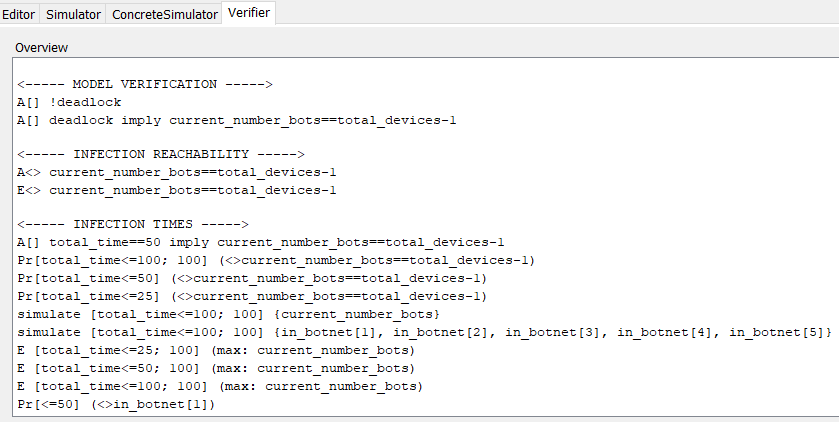 Editor Simulator ConcreteSimulator Verifier
Overview
<----- MODEL VERIFICATION ----->
A[] !deadlock
A[] deadlock imply current_number_bots==total_devices-1
<----- INFECTION REACHABILITY ----->
A<> current_number_bots==total_devices-1
E<> current_number_bots==total_devices-1
<----- INFECTION TIMES ----->
A[] total_time==50 imply current_number_bots==total_devices-1
Pr[total_time<=100; 100] (<>current_number_bots==total_devices-1)
Pr[total_time<=50] (<>current_number_bots==total_devices-1)
Pr[total_time<=25] (<>current_number_bots==total_devices-1)
simulate [total_time<=100; 100] {current_number_bots}
simulate [total_time<=100; 100] {in_botnet[1], in_botnet[2], in_botnet[3], in_botnet[4], in_botnet[5]}
E [total_time<=25; 100] (max: current_number_bots)
E [total_time<=50; 100] (max: current_number_bots)
E [total_time<=100; 100] (max: current_number_bots)
Pr[<=50] (<>in_botnet[1])